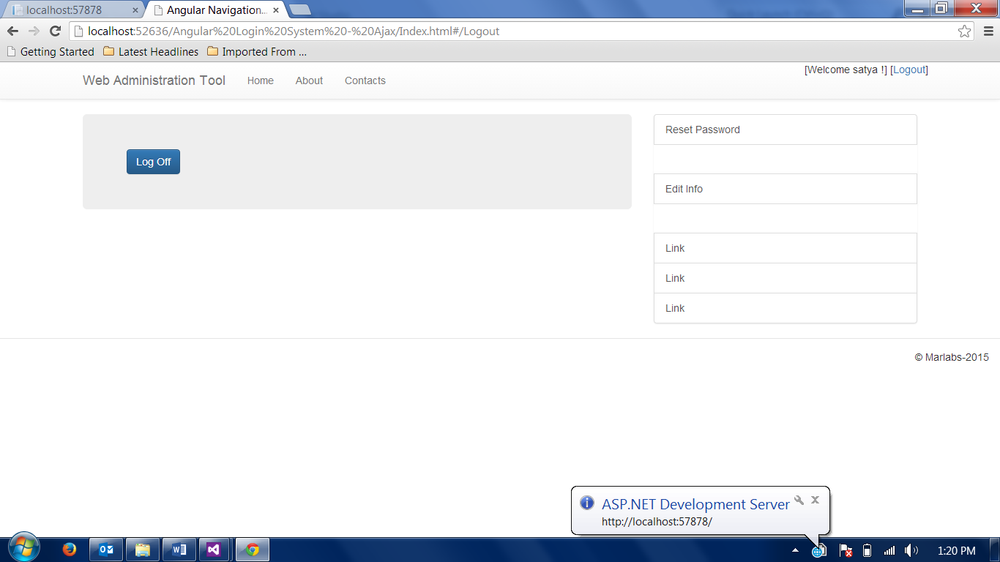 localhost:57878
Angular Navigation...
localhost:52636/Angular%20Login%20System%20-%20Ajax/Index.html#/Logout
Getting Started Latest Headlines Imported From ...
[Welcome satya !] [Logout]
Web Administration Tool Home About Contacts
Reset Password
Log Off
Edit Info
Link
Link
Link
© Marlabs-2015
ASP.NET Development Server
http://localhost:57878/
1:20 PM